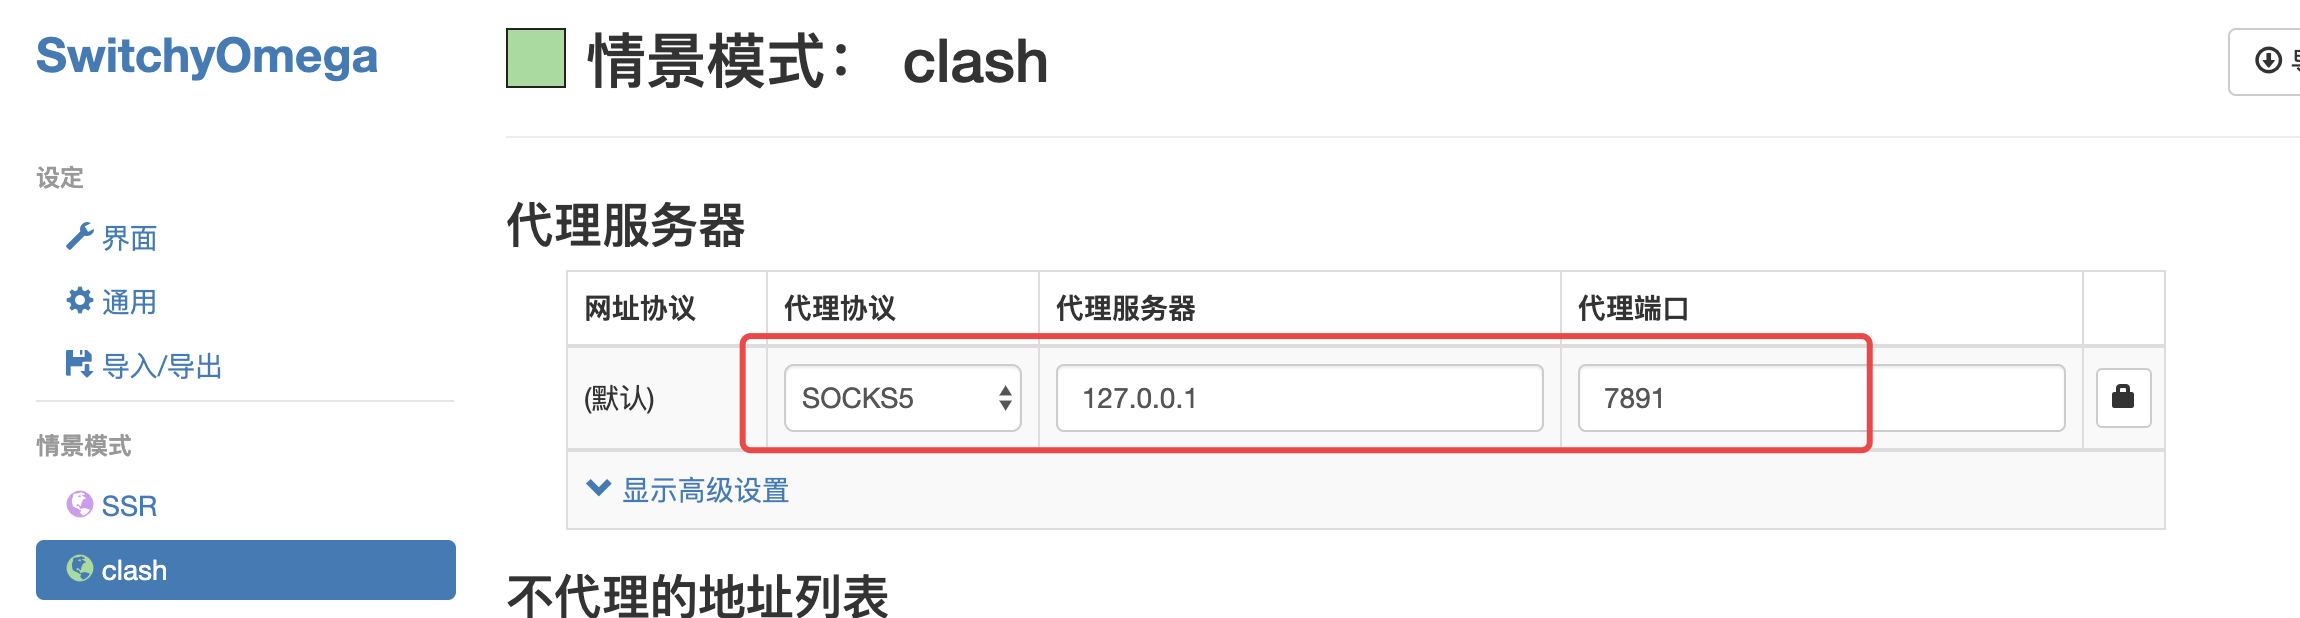 SwitchyOmega
设定
界面
通用
导入/导出
情景模式
SSR
clash
情景模式： clash
代理服务器
网址协议 代理协议 代理服务器 代理端口
(默认) SOCKS5 127.0.0.1 7891
显示高级设置
不代理的地址列表